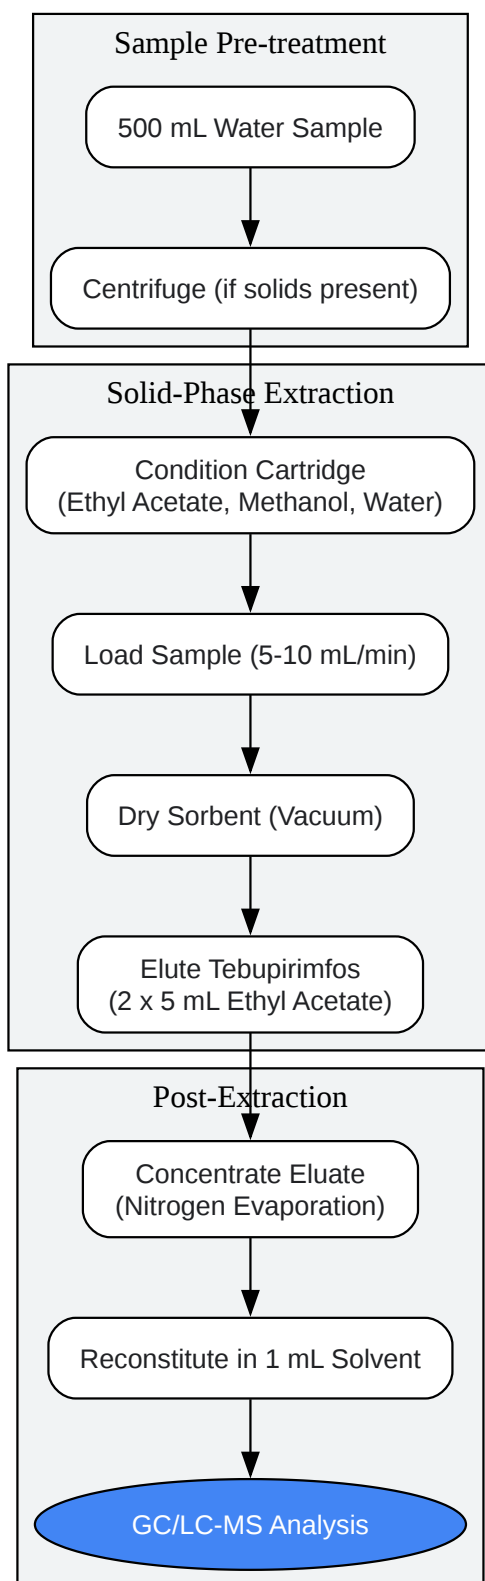 Sample Pre-treatment
500 mL Water Sample
Centrifuge (if solids present)
Solid-Phase Extraction
Condition Cartridge
(Ethyl Acetate, Methanol, Water)
Load Sample (5-10 mL/min)
Dry Sorbent (Vacuum)
Elute Tebupirimfos
(2 x 5 mL Ethyl Acetate)
Post-Extraction
Concentrate Eluate
(Nitrogen Evaporation)
Reconstitute in 1 mL Solvent
GC/LC-MS Analysis